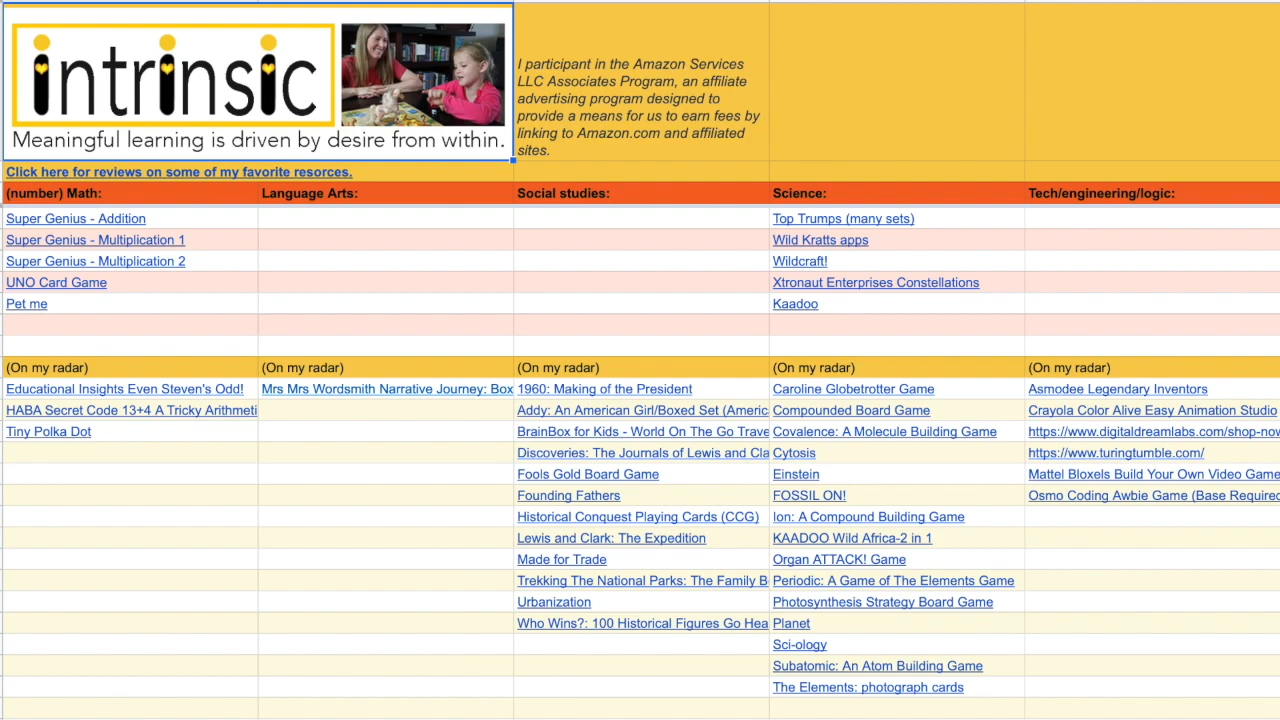 intrinsic
Meaningful learning is driven by desire from within.
I participant in the Amazon Services
LLC Associates Program, an affiliate
advertising program designed to
provide a means for us to earn fees by
linking to Amazon.com and affiliated
sites.
Click here for reviews on some of my favorite resorces.
(number) Math: Language Arts: Social studies: Science: Tech/engineering/logic:
Super Genius - Addition Top Trumps (many sets)
Super Genius - Multiplication 1 Wild Kratts apps
Super Genius - Multiplication 2 Wildcraft!
UNO Card Game Xtronaut Enterprises Constellations
Pet me Kaadoo
(On my radar) (On my radar) (On my radar) (On my radar) (On my radar)
Educational Insights Even Steven's Odd! Mrs Mrs Wordsmith Narrative Journey: Box 1960: Making of the President Caroline Globetrotter Game Asmodee Legendary Inventors
HABA Secret Code 13+4 A Tricky Arithmeti Addy: An American Girl/Boxed Set (Americ Compounded Board Game Crayola Color Alive Easy Animation Studio
Tiny Polka Dot BrainBox for Kids - World On The Go Trave Covalence: A Molecule Building Game https://www.digitaldreamlabs.com/shop-now
Discoveries: The Journals of Lewis and Cla Cytosis https://www.turingtumble.com/
Fools Gold Board Game Einstein Mattel Bloxels Build Your Own Video Game
Founding Fathers FOSSIL ON! Osmo Coding Awbie Game (Base Required
Historical Conquest Playing Cards (CCG) Ion: A Compound Building Game
Lewis and Clark: The Expedition KAADOO Wild Africa-2 in 1
Made for Trade Organ ATTACK! Game
Trekking The National Parks: The Family B Periodic: A Game of The Elements Game
Urbanization Photosynthesis Strategy Board Game
Who Wins?: 100 Historical Figures Go Hea Planet
Sci-ology
Subatomic: An Atom Building Game
The Elements: photograph cards